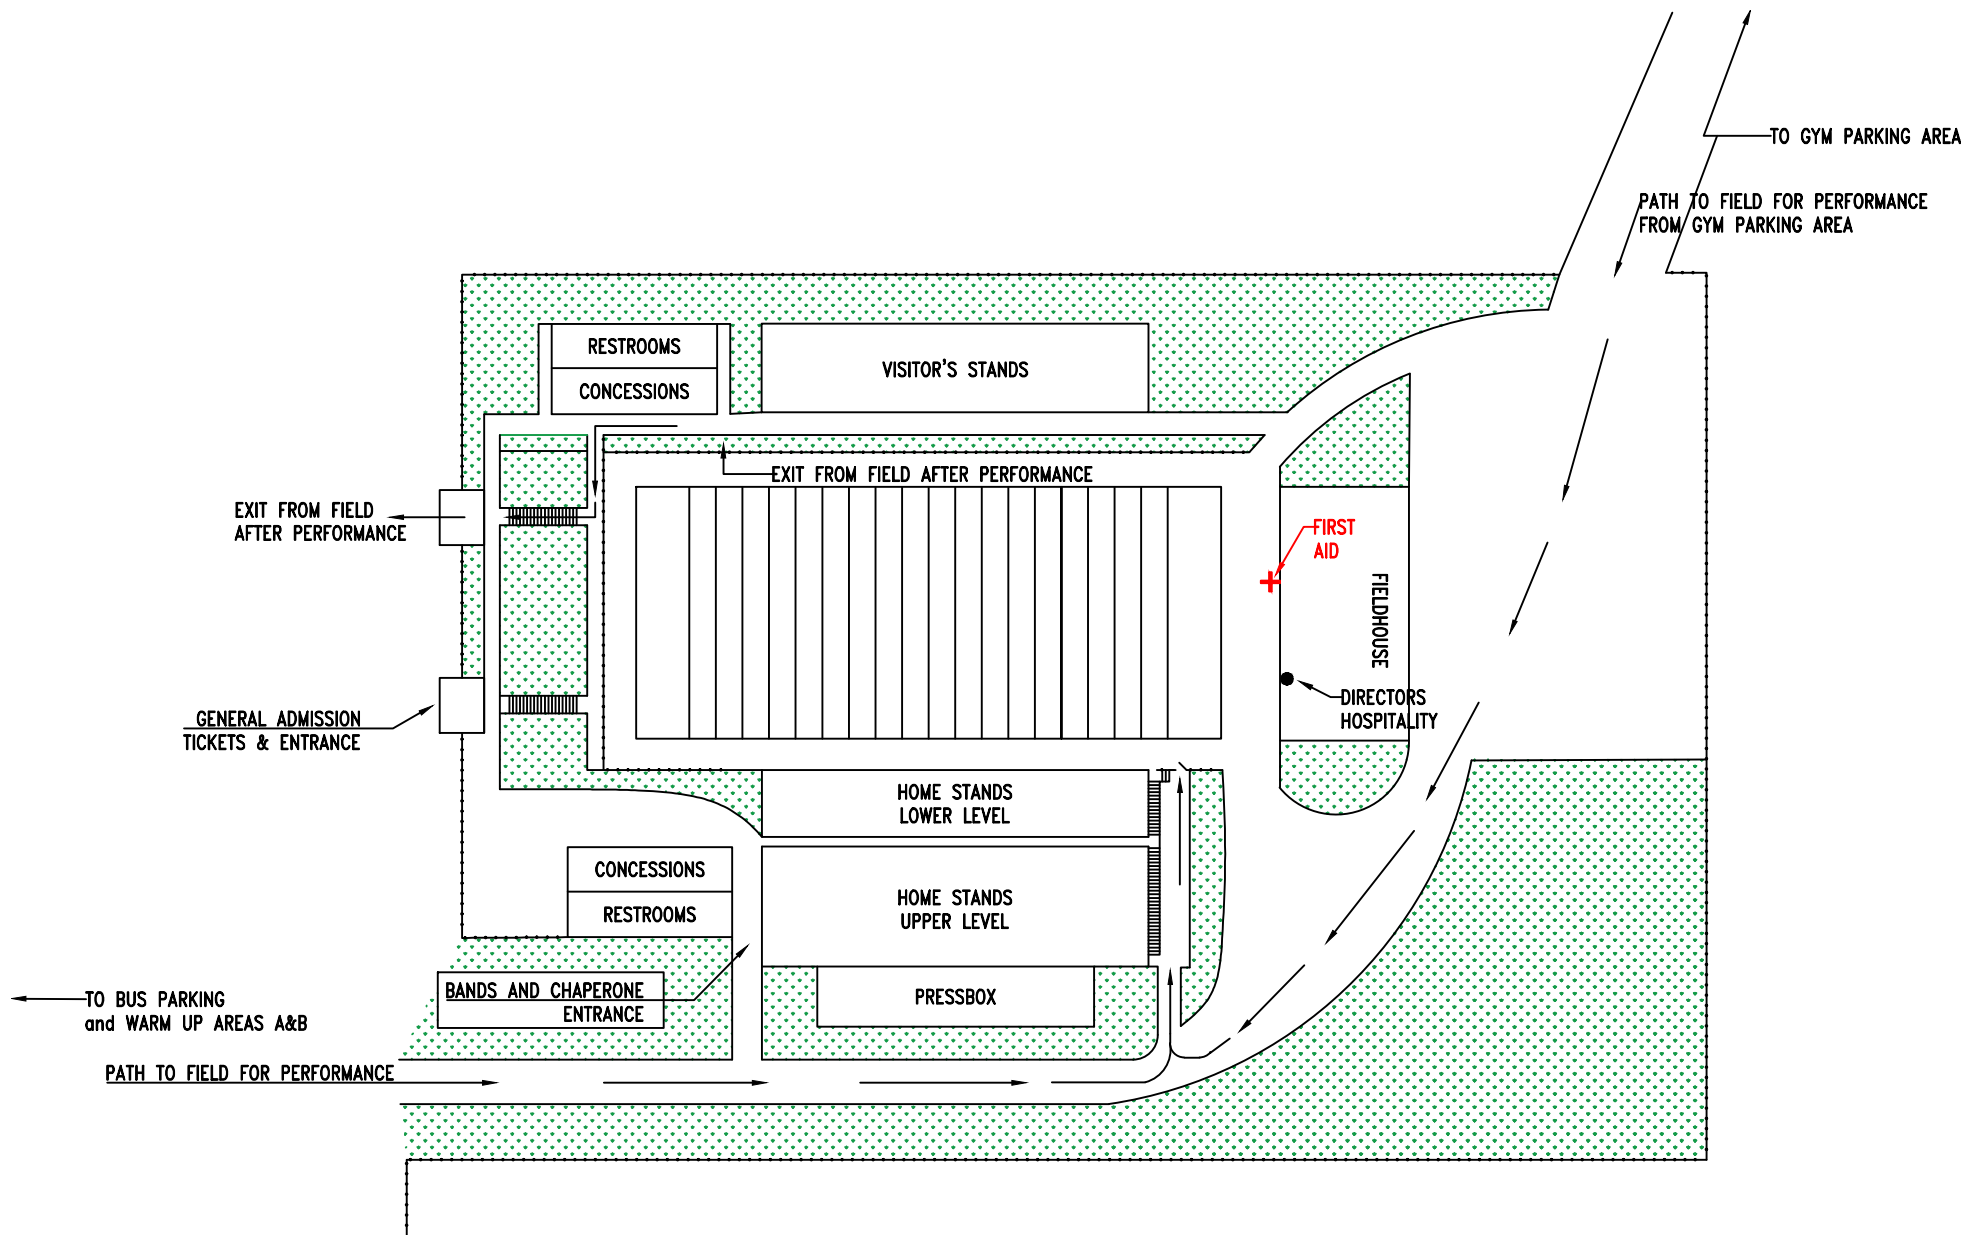 TO GYM PARKING AREA
PATH TO FIELD FOR PERFORMANCE
FROM GYM PARKING AREA
RESTROOMS
CONCESSIONS
VISITOR'S STANDS
EXIT FROM FIELD AFTER PERFORMANCE
EXIT FROM FIELD
AFTER PERFORMANCE
FIRST
AID
FIELDHOUSE
DIRECTORS
HOSPITALITY
GENERAL ADMISSION
TICKETS & ENTRANCE
HOME STANDS
LOWER LEVEL
CONCESSIONS
RESTROOMS
HOME STANDS
UPPER LEVEL
BANDS AND CHAPERONE
ENTRANCE
PRESSBOX
TO BUS PARKING
and WARM UP AREAS A&B
PATH TO FIELD FOR PERFORMANCE